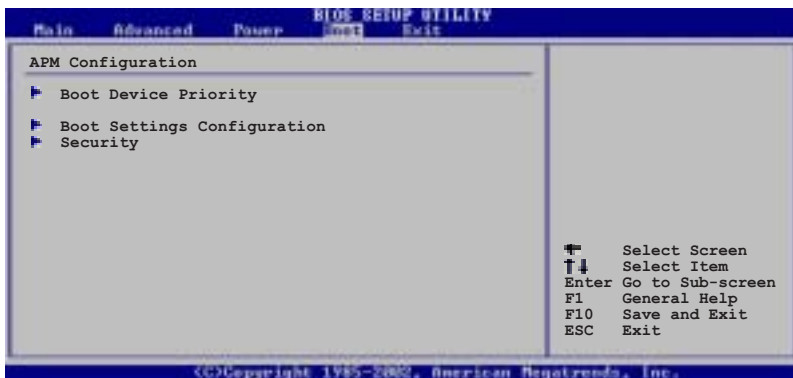 BIOS SETUP UTILITY
Main Advanced Power Boot Exit
APM Configuration
Boot Device Priority
Boot Settings Configuration
Security
Select Screen
Select Item
Enter Go to Sub-screen
F1 General Help
F10 Save and Exit
ESC Exit
(C)Copyright 1985-2002, American Megatrends, Inc.